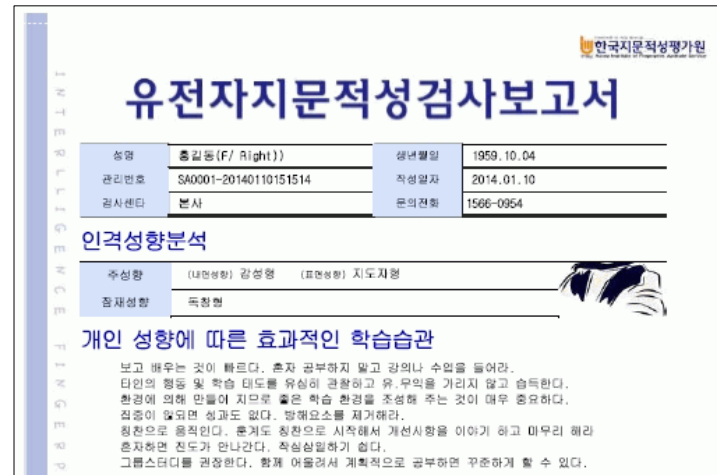 한국지문적성평가원
유전자지문적성검사보고서
성명 홍길동(F/ Right)) 생년월일 1959.10.04
관리번호 SA0001-20140110151514 작성일자 2014.01.10
검사센타 본사 문의전화 1566-0954
인격성향분석
주성향 (내면성향) 감성형 (표면성향) 지도자형
잠재성향 독창형
개인 성향에 따른 효과적인 학습습관
보고 배우는 것이 빠르다. 혼자 공부하지 말고 강의나 수업을 들어라.
타인의 행동 및 학습 태도를 유심히 관찰하고 유.무익을 가리지 않고 습득한다.
환경에 의해 만들어 지므로 좋은 학습 환경을 조성해 주는 것이 매우 중요하다.
집중이 않되면 성과도 없다. 방해요소를 제거해라.
칭찬으로 움직인다. 훈계도 칭찬으로 시작해서 개선사항을 이야기 하고 마무리 해라
혼자하면 진도가 안나간다. 작심삼일하기 쉽다.
그룹스터디를 권장한다. 함께 어울려서 계획적으로 공부하면 꾸준하게 할 수 있다.